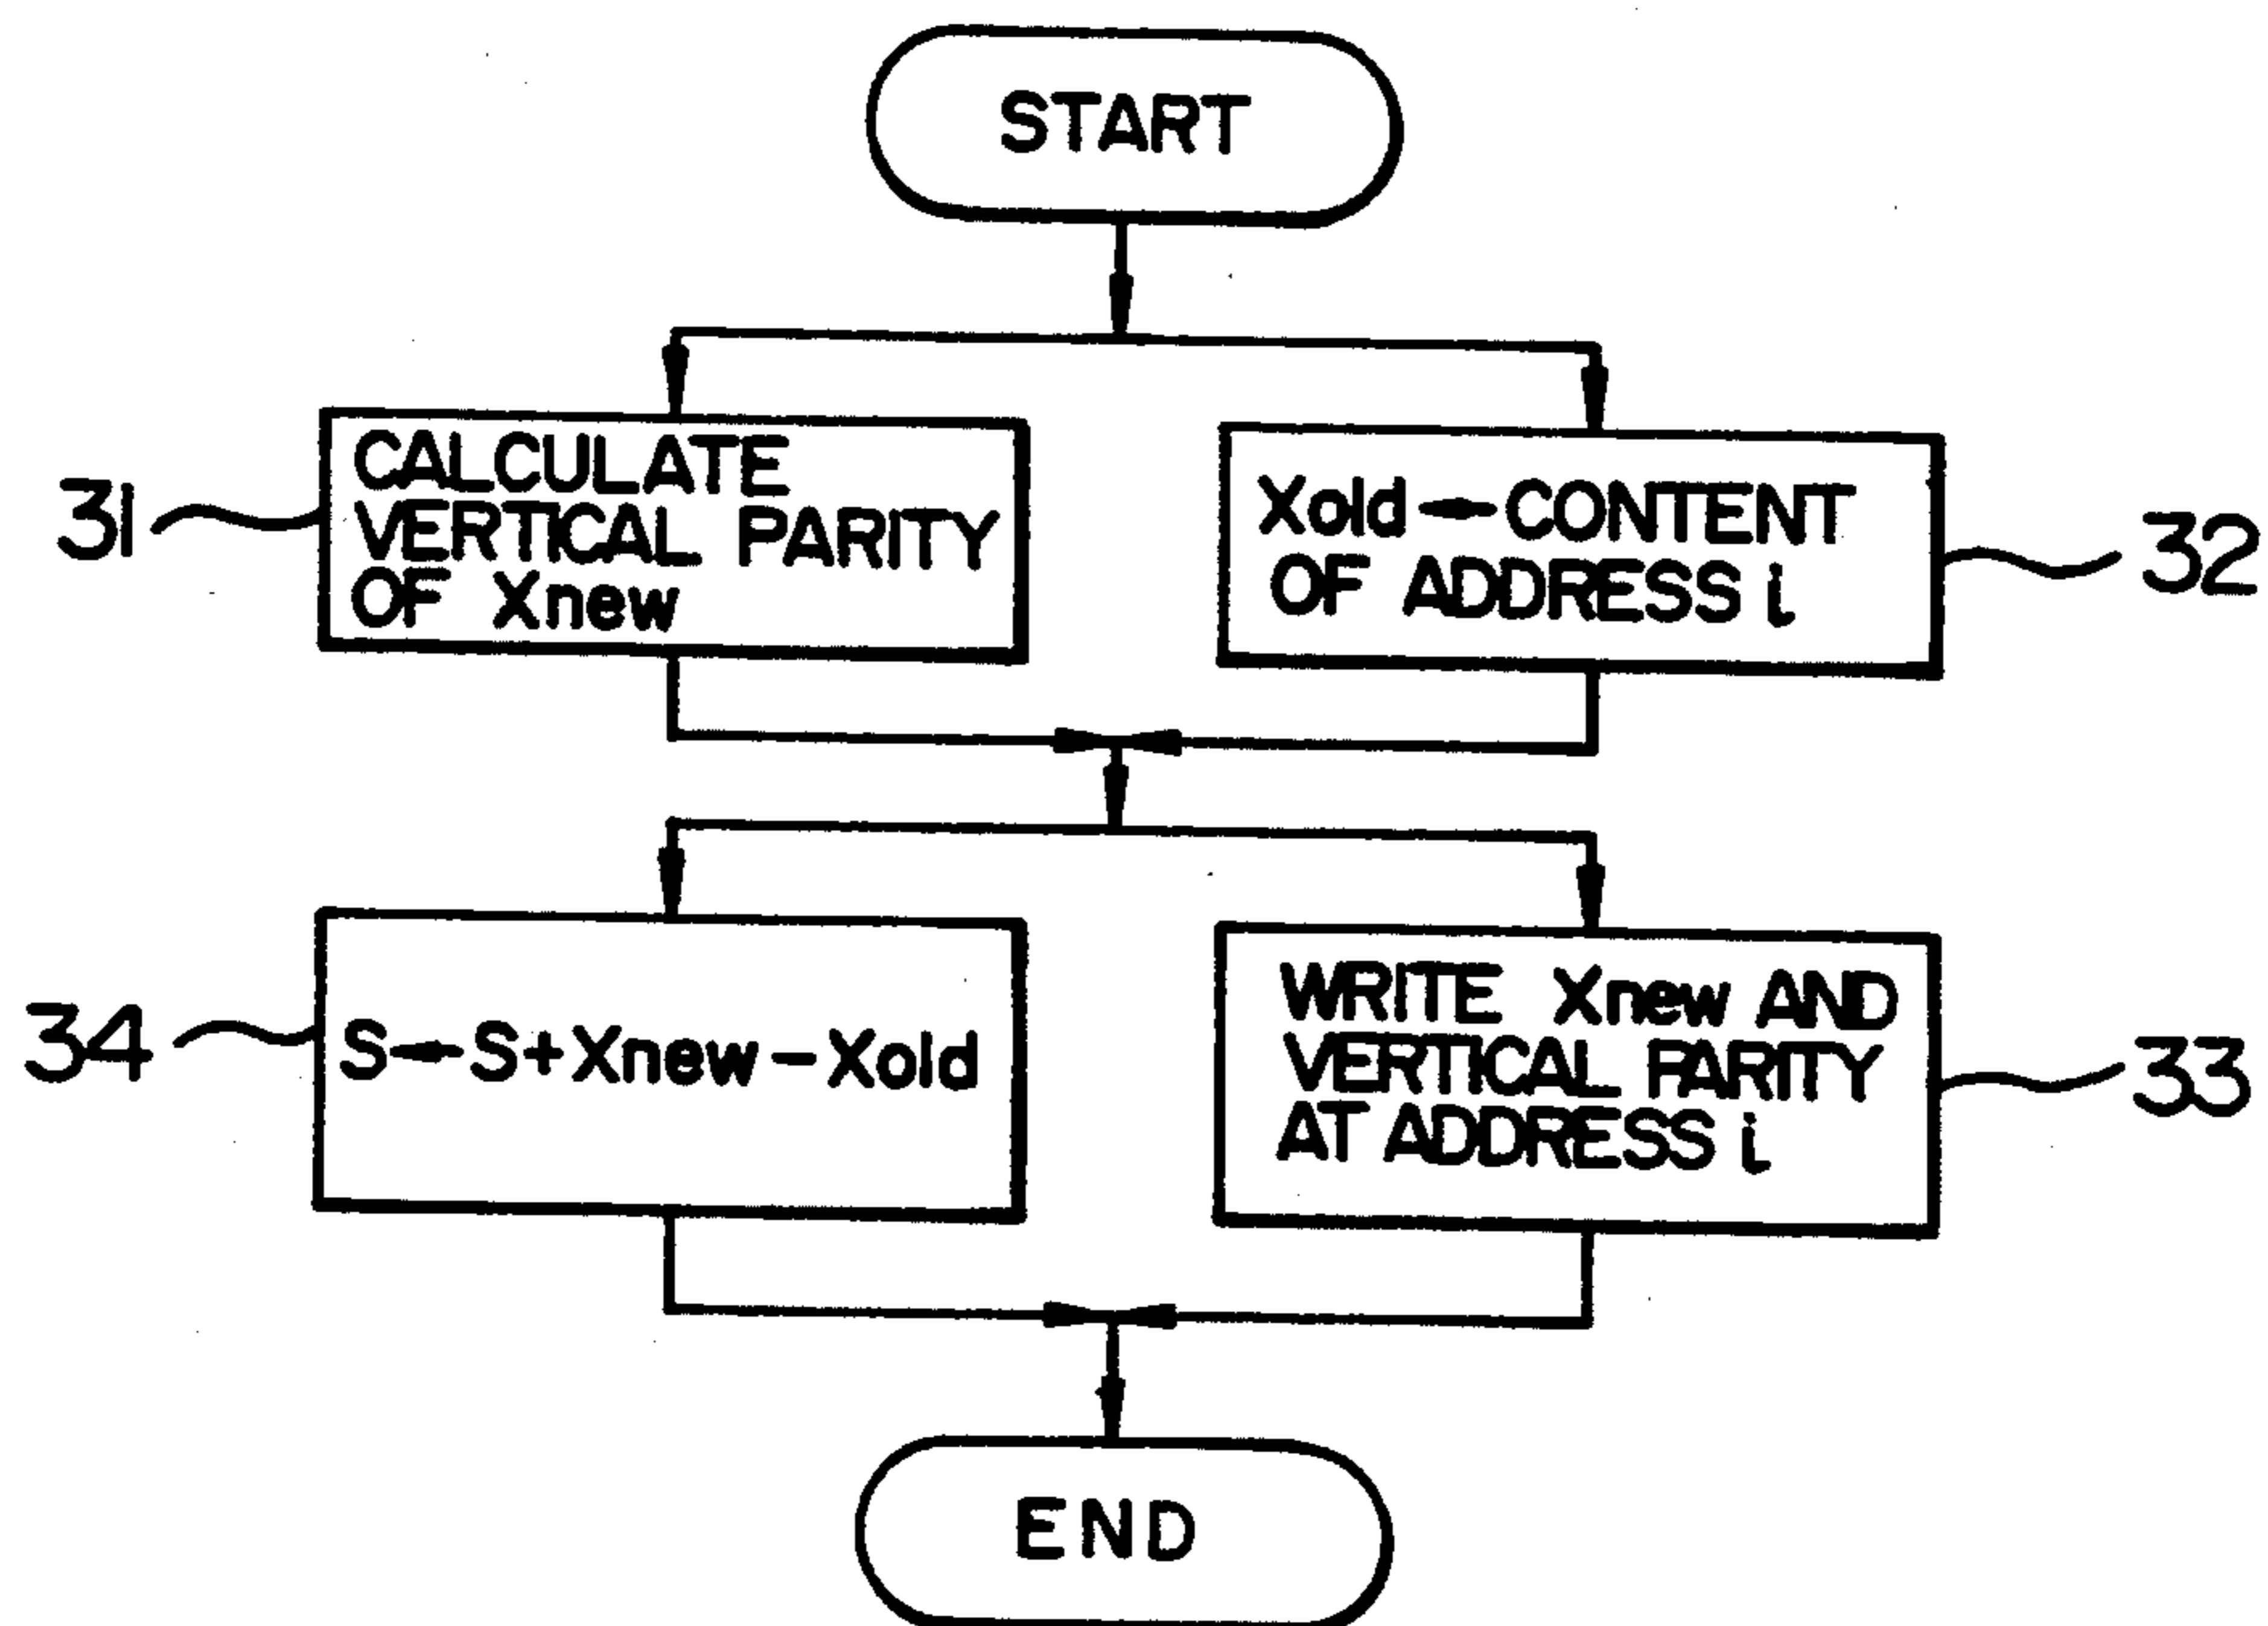 START
31
CALCULATE
VERTICAL PARITY
OF Xnew
Xold←CONTENT
OF ADDRESS i
32
34
S←S+Xnew-Xold
WRITE Xnew AND
VERTICAL PARITY
AT ADDRESS i
33
END